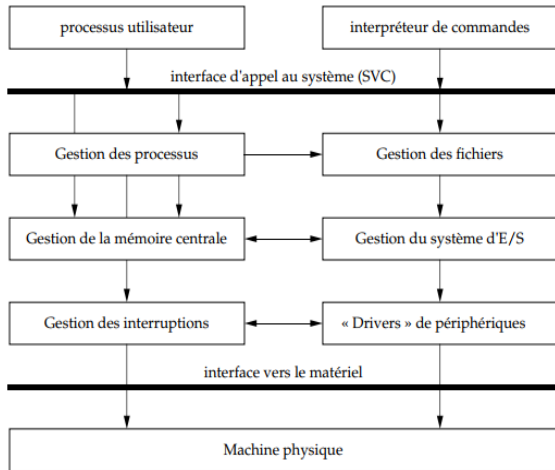 processus utilisateur
interpréteur de commandes
interface d'appel au système (SVC)
Gestion des processus
Gestion des fichiers
Gestion de la mémoire centrale
Gestion du système d'E/S
Gestion des interruptions
« Drivers » de périphériques
interface vers le matériel
Machine physique